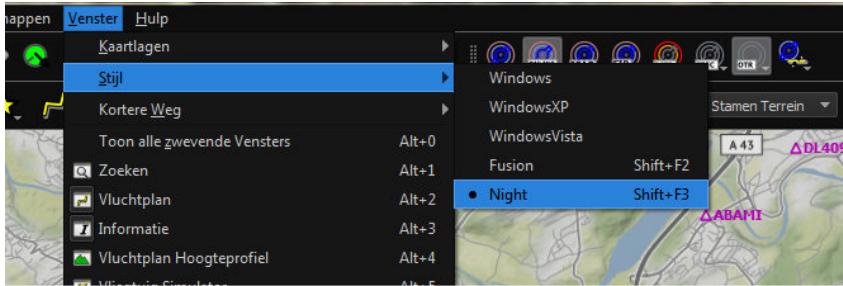 Venster Hulp
Kaartlagen
Stijl
Kortere Weg
Toon alle zwevende Vensters Alt+0
Zoeken Alt+1
Vluchtplan Alt+2
Informatie Alt+3
Vluchtplan Hoogteprofiel Alt+4
Windows
WindowsXP
WindowsVista
Fusion Shift+F2
Night Shift+F3
OTR
Stamen Terrein
A 43
DL409
ABAMI